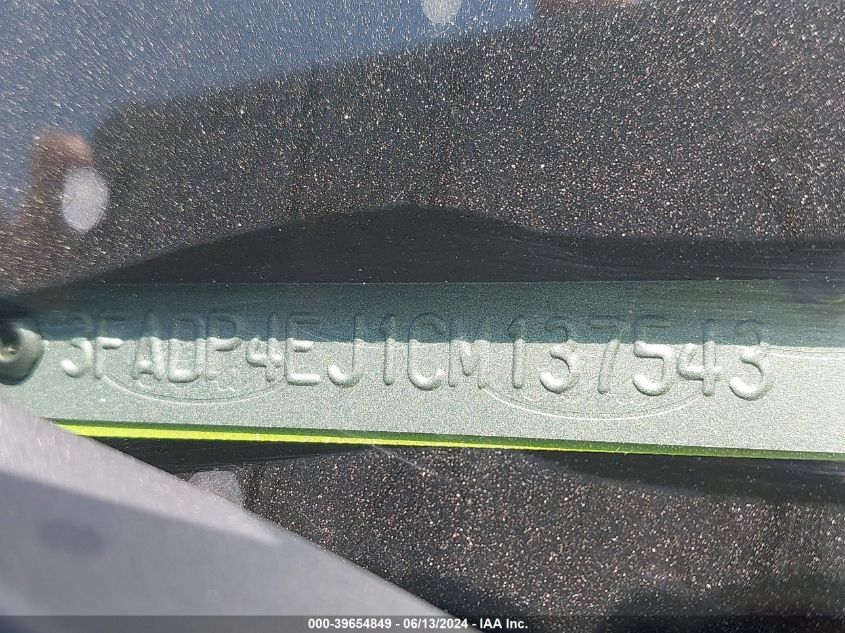 3FADP4EJ1CM137543
000-39654849 - 06/13/2024 - IAA Inc.